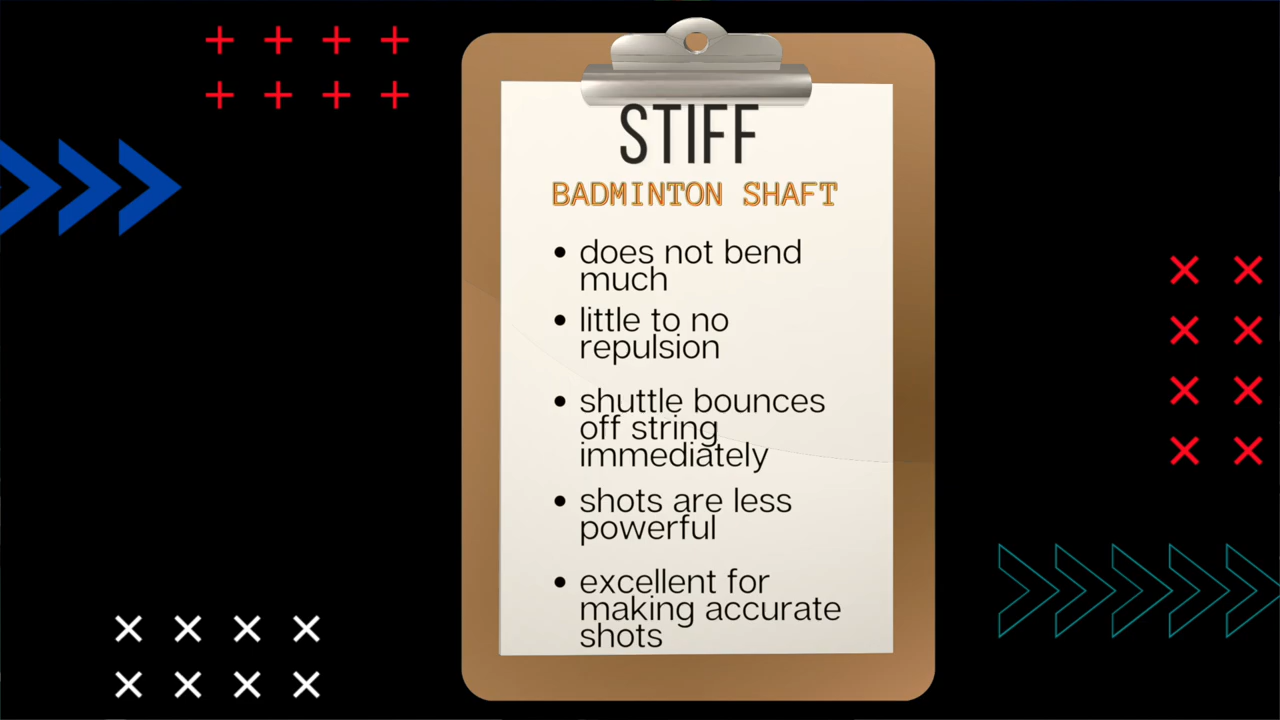 STIFF
BADMINTON SHAFT
• does not bend
much
• little to no
repulsion
• shuttle bounces
off string
immediately
• shots are less
powerful
• excellent for
making accurate
shots